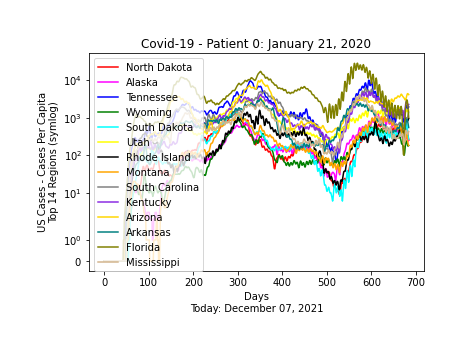 Covid-19 - Patient 0: January 21, 2020
US Cases - Cases Per Capita
Top 14 Regions (symlog)
10⁴
10³
10²
10¹
10⁰
0
North Dakota
Alaska
Tennessee
Wyoming
South Dakota
Utah
Rhode Island
Montana
South Carolina
Kentucky
Arizona
Arkansas
Florida
Mississippi
0 100 200 300 400 500 600 700
Days
Today: December 07, 2021